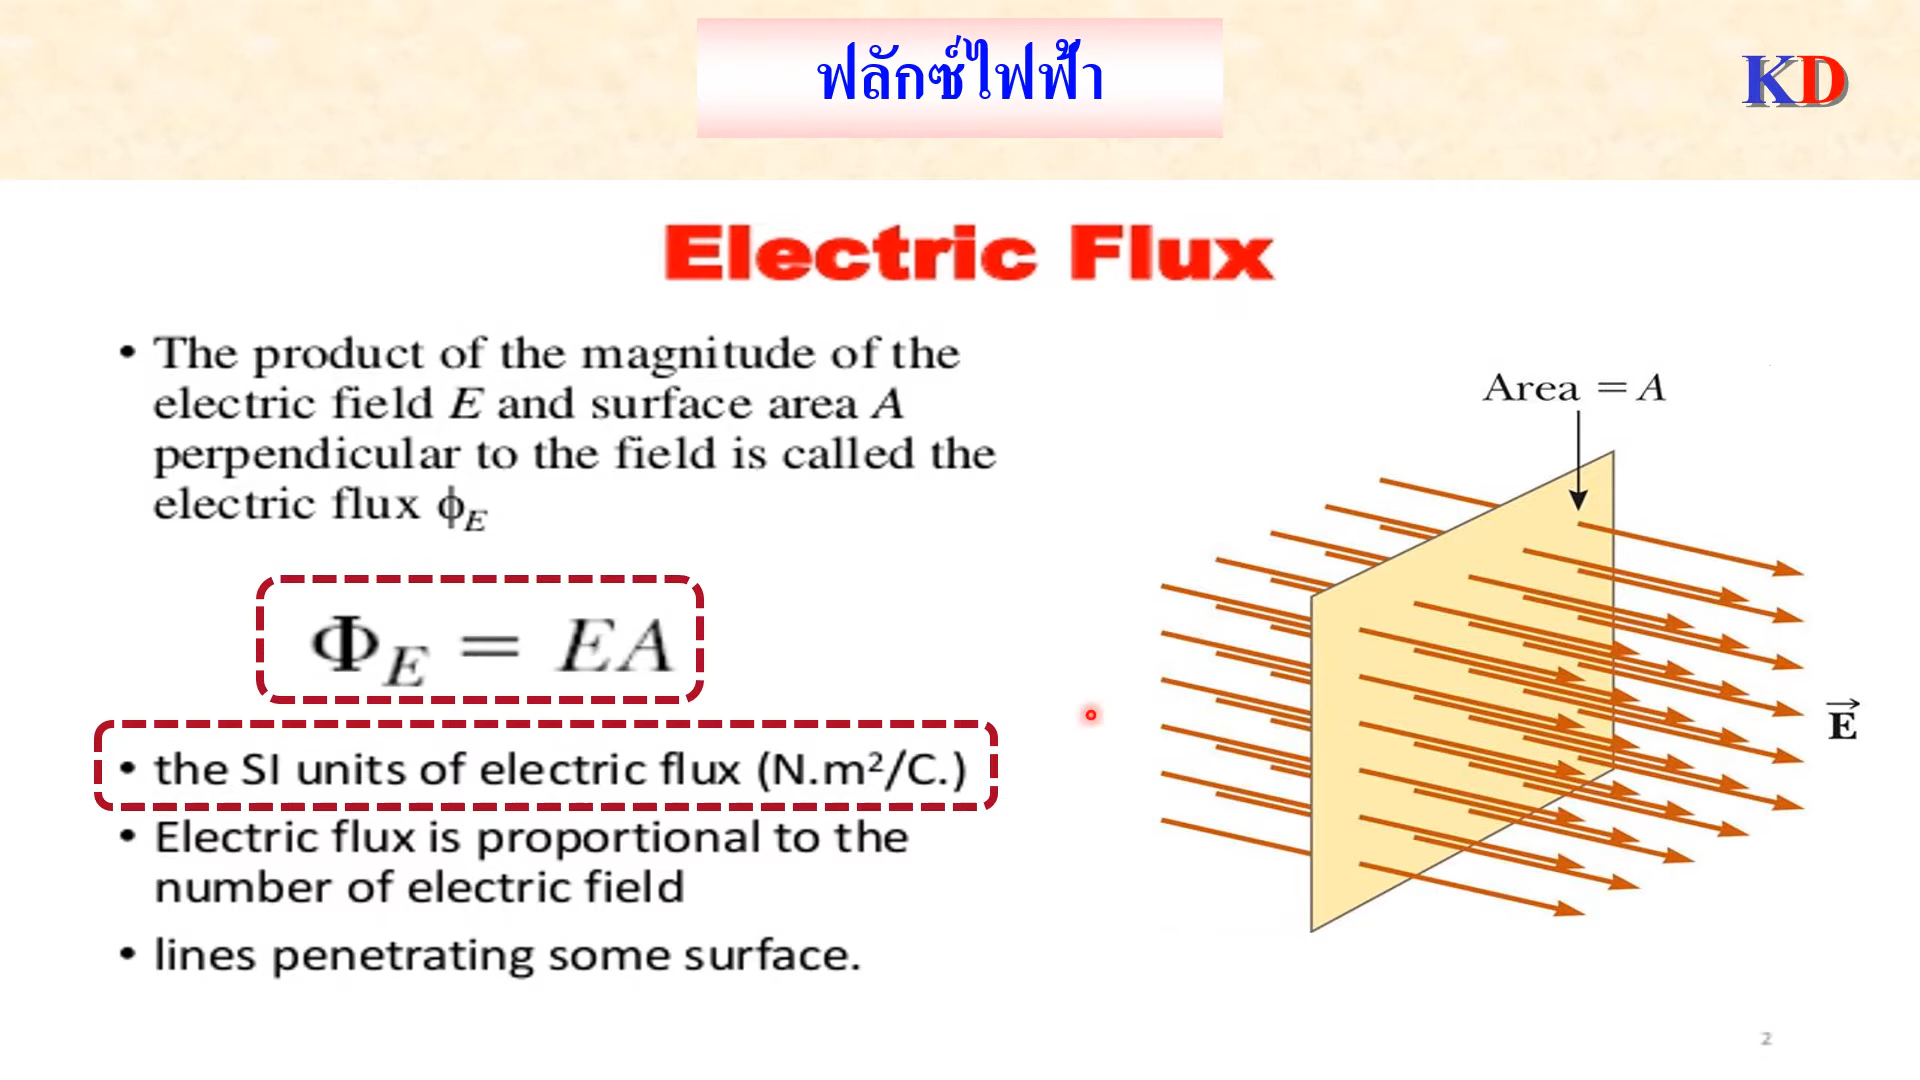 ฟลักซ์ไฟฟ้า
KD
Electric Flux
• The product of the magnitude of the
electric field E and surface area A
perpendicular to the field is called the
electric flux ϕE
ΦE = EA
• the SI units of electric flux (N.m²/C.)
• Electric flux is proportional to the
number of electric field
• lines penetrating some surface.
Area = A
E⃗
2